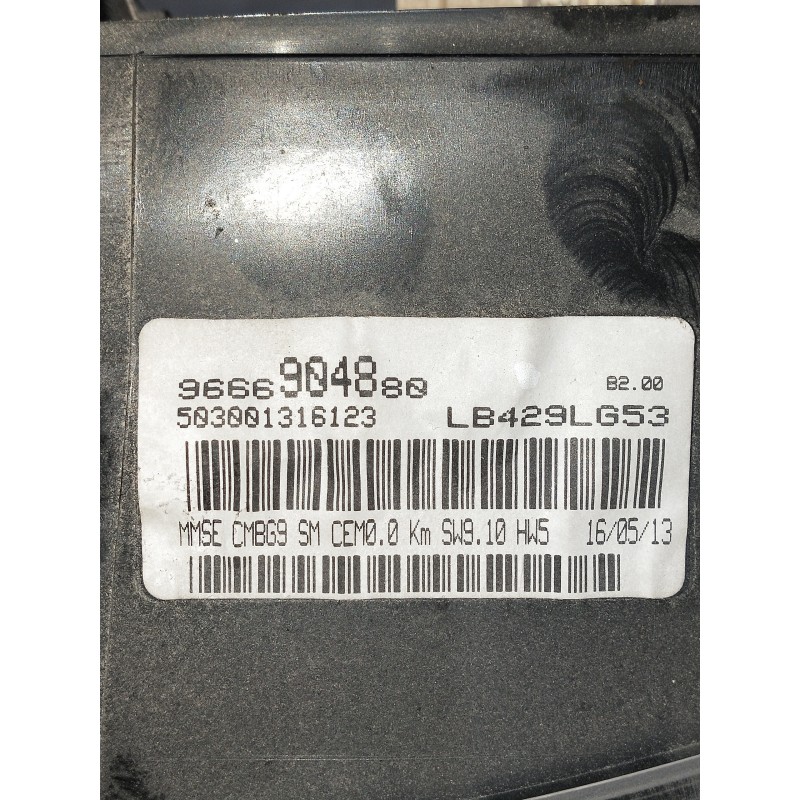 9666904880 B2.00
503001316123 LB429LG53
MMSE CMBG9 SM CEM0.0 Km SW9.10 HW5 16/05/13